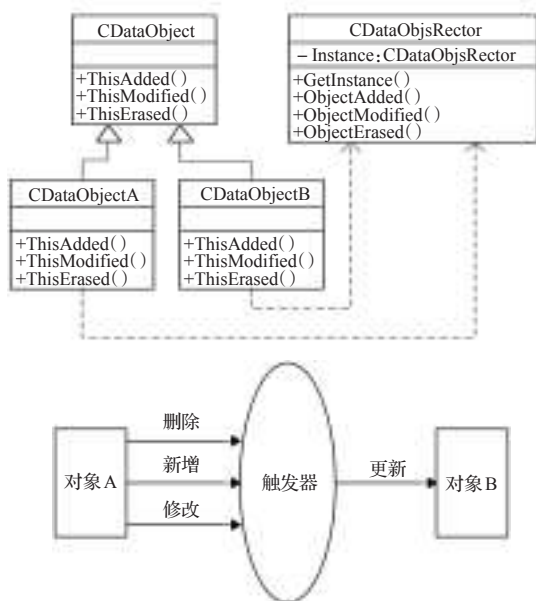 CDataObject
+ThisAdded()
+ThisModified()
+ThisErased()
CDataObjsRector
–Instance:CDataObjsRector
+GetInstance()
+ObjectAdded()
+ObjectModified()
+ObjectErased()
CDataObjectA
+ThisAdded()
+ThisModified()
+ThisErased()
CDataObjectB
+ThisAdded()
+ThisModified()
+ThisErased()
对象A
删除
新增
修改
触发器
更新
对象B